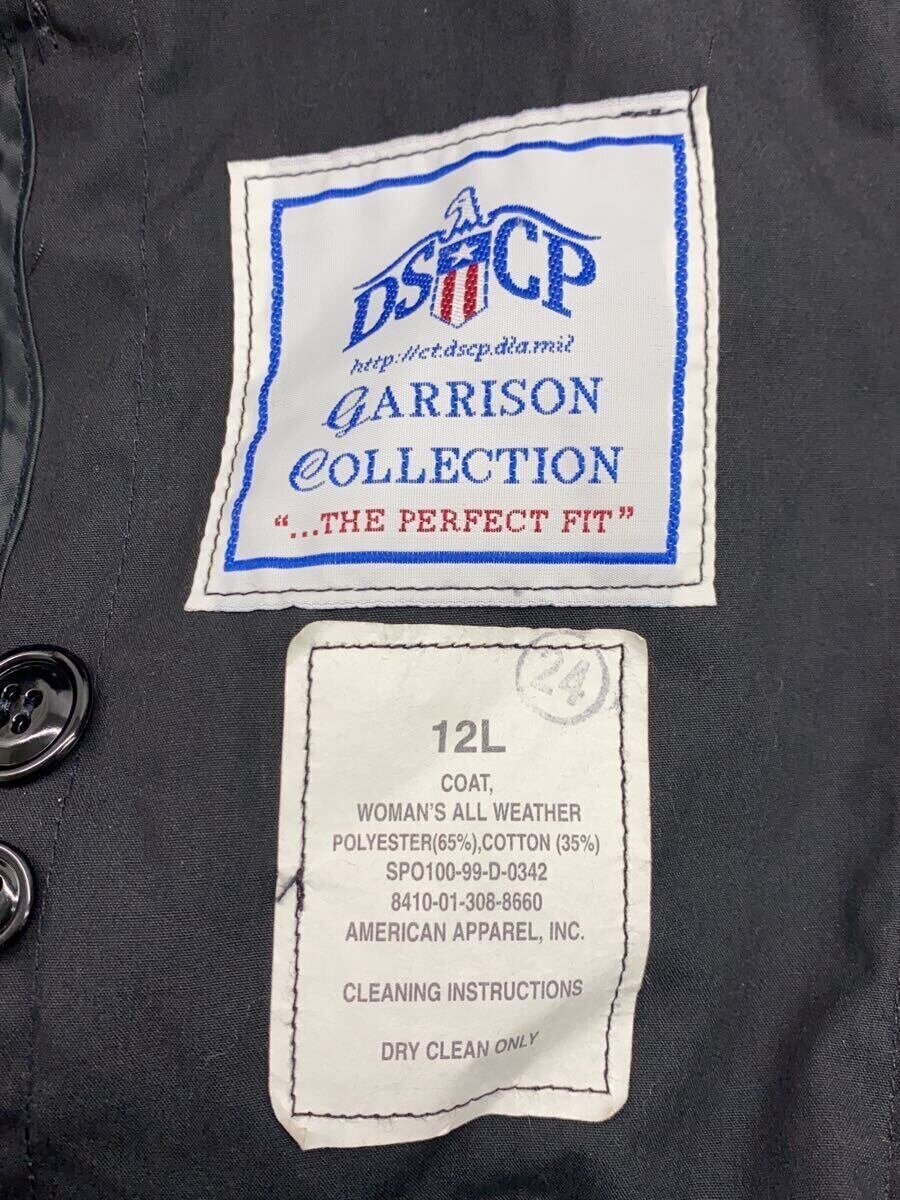 DSCP
http://ct.dscp.dla.mil
GARRISON
COLLECTION
"...THE PERFECT FIT"
24
12L
COAT,
WOMAN'S ALL WEATHER
POLYESTER(65%),COTTON (35%)
SPO100-99-D-0342
8410-01-308-8660
AMERICAN APPAREL, INC.
CLEANING INSTRUCTIONS
DRY CLEAN ONLY